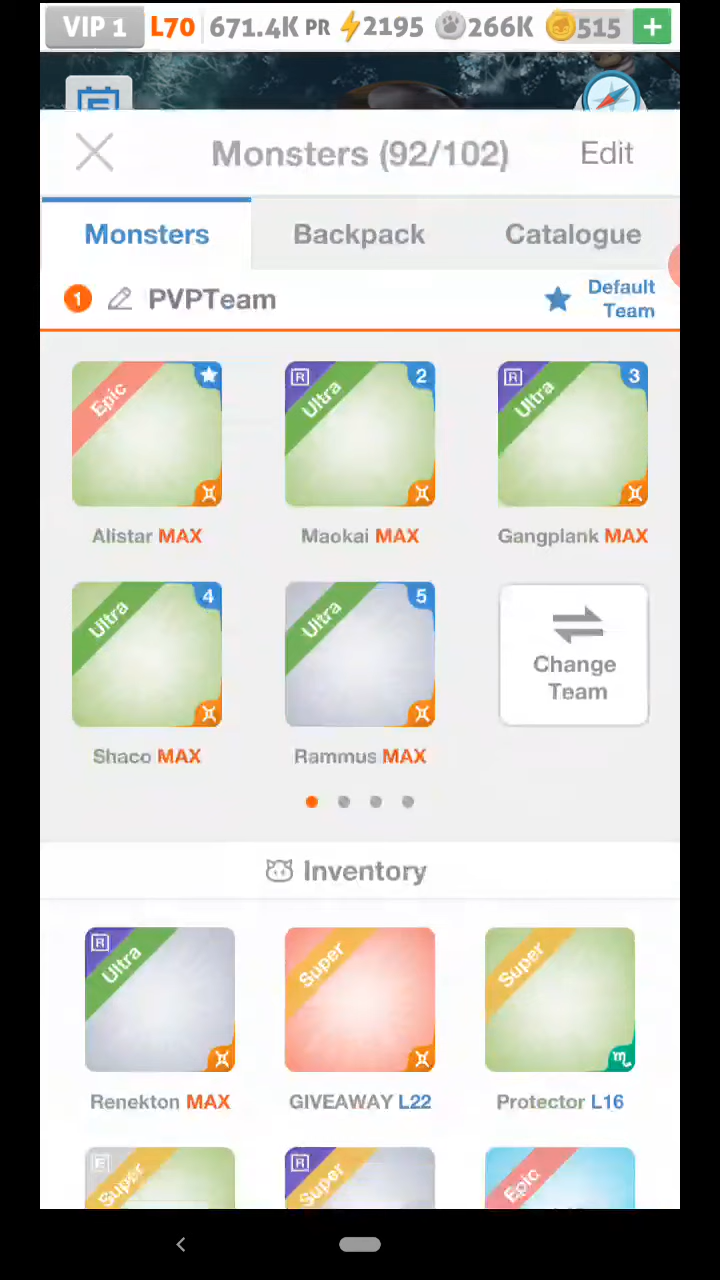 VIP 1 L70 671.4K PR 2195 266K 515 +
Monsters (92/102) Edit
Monsters Backpack Catalogue
1 PVPTeam Default Team
Epic R Ultra 2 R Ultra 3
Alistar MAX Maokai MAX Gangplank MAX
Ultra 4 Ultra 5 Change Team
Shaco MAX Rammus MAX
Inventory
R Ultra Super Super
Renekton MAX GIVEAWAY L22 Protector L16
E Super R Super Epic